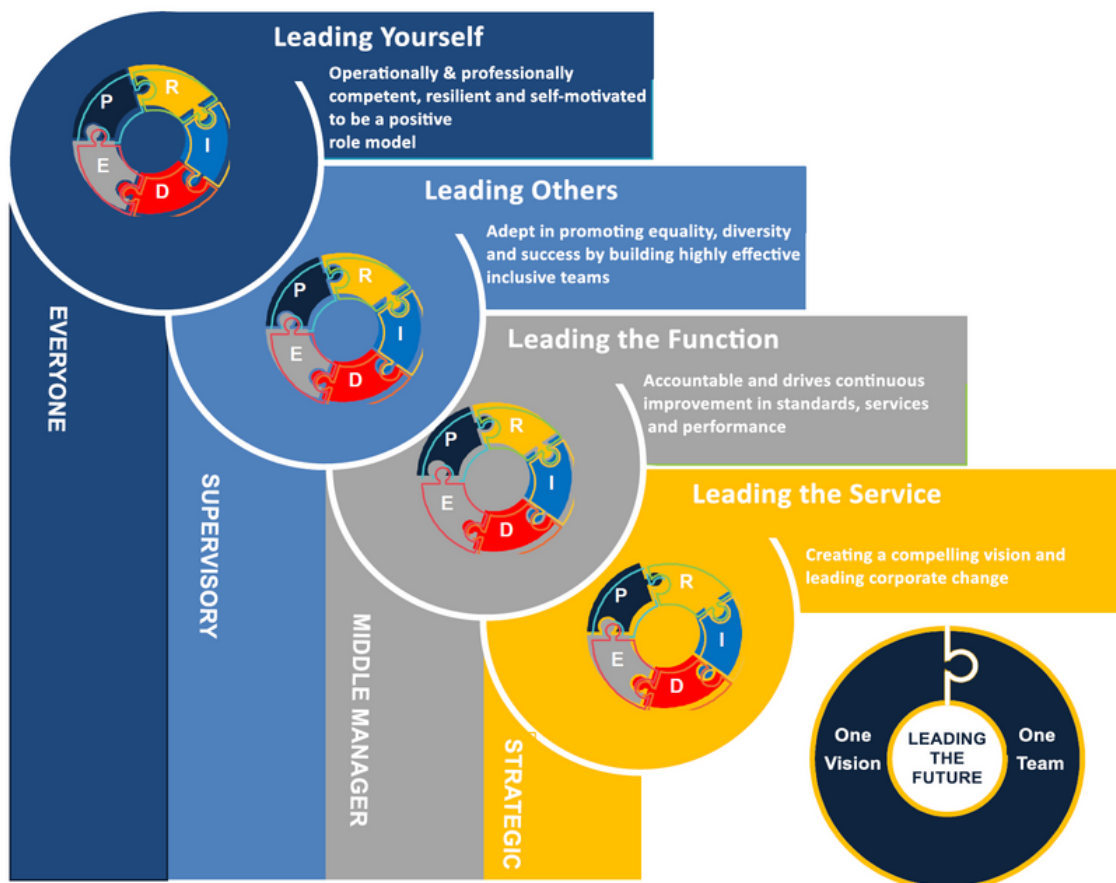 Leading Yourself
Operationally & professionally
competent, resilient and self-motivated
to be a positive
role model
P
R
I
D
E
EVERYONE
Leading Others
Adept in promoting equality, diversity
and success by building highly effective
inclusive teams
P
R
I
D
E
SUPERVISORY
Leading the Function
Accountable and drives continuous
improvement in standards, services
and performance
P
R
I
D
E
MIDDLE MANAGER
Leading the Service
Creating a compelling vision and
leading corporate change
P
R
I
D
E
STRATEGIC
One
Vision
LEADING
THE
FUTURE
One
Team